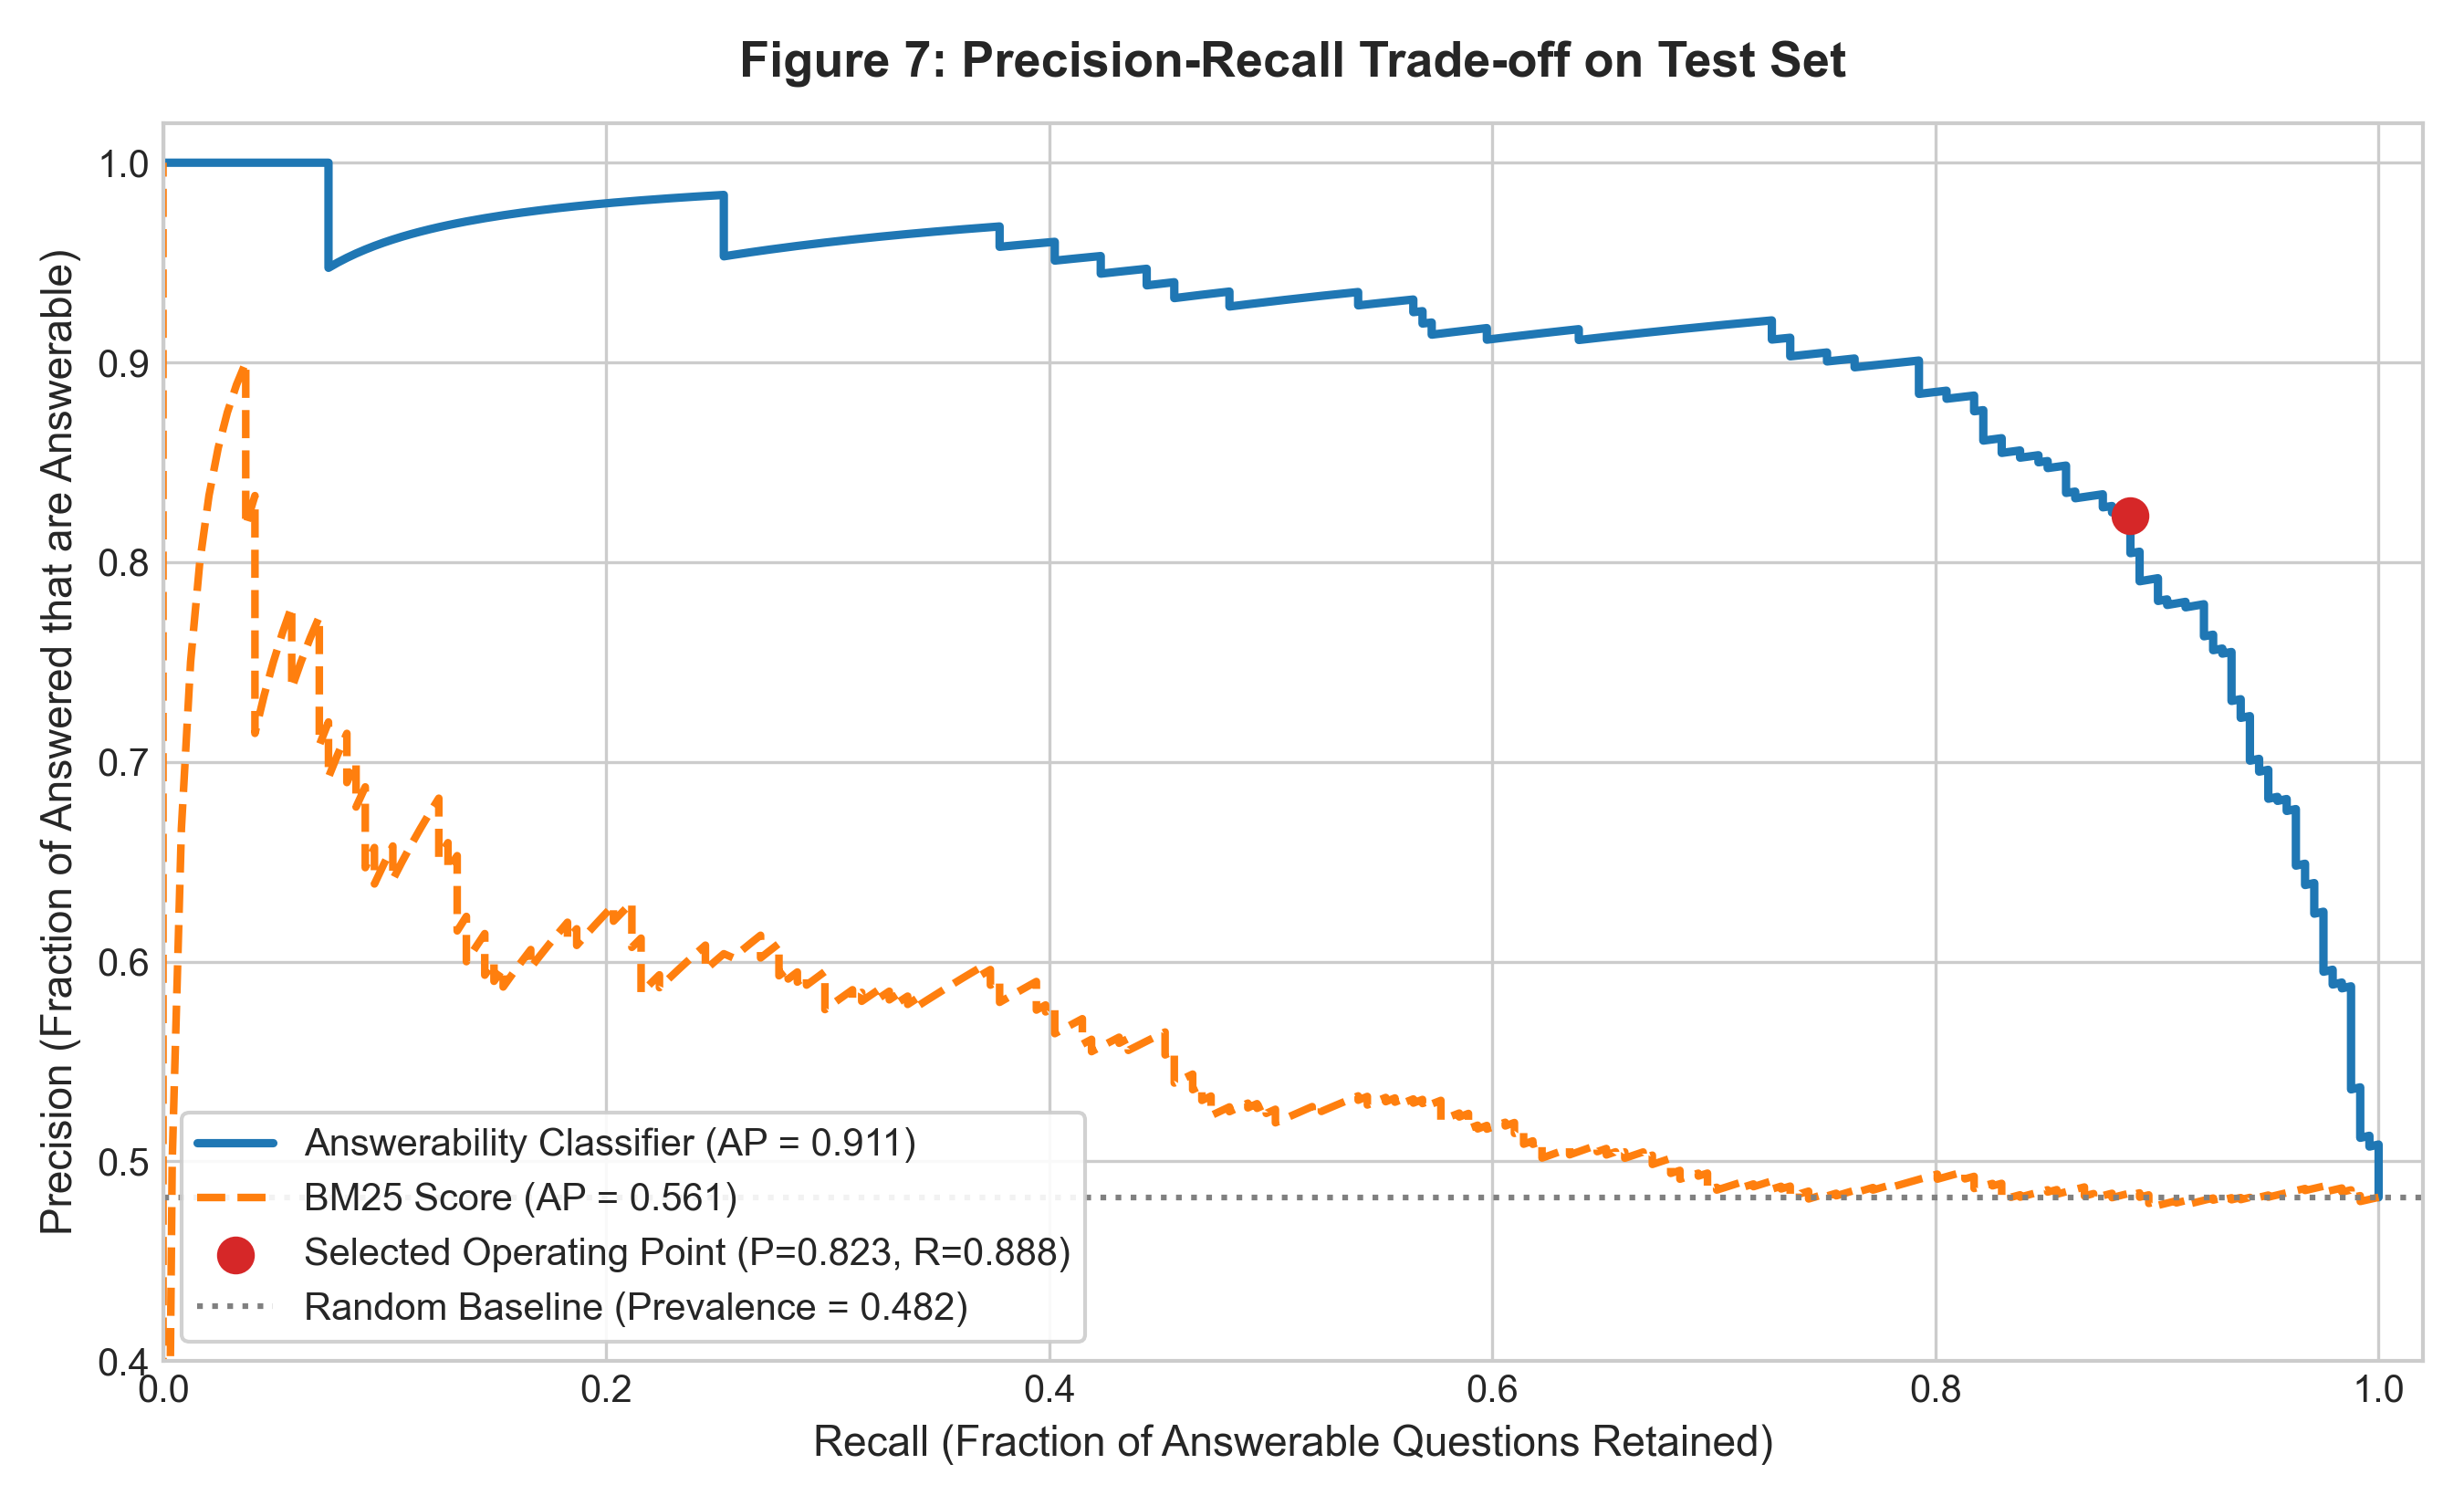 Figure 7: Precision-Recall Trade-off on Test Set
Precision (Fraction of Answered that are Answerable)
1.0
0.9
0.8
0.7
0.6
0.5
0.4
Answerability Classifier (AP = 0.911)
BM25 Score (AP = 0.561)
Selected Operating Point (P=0.823, R=0.888)
Random Baseline (Prevalence = 0.482)
0.0
0.2
0.4
0.6
0.8
1.0
Recall (Fraction of Answerable Questions Retained)